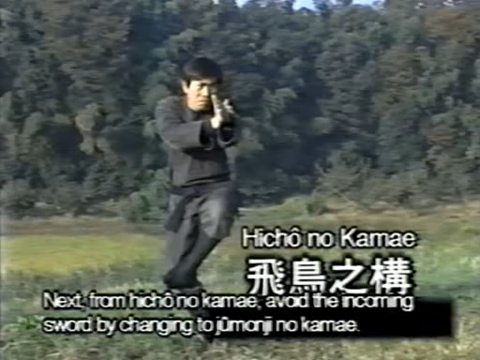 Hichô no Kamae
飛鳥之構
Next, from hichô no kamae, avoid the incoming
sword by changing to jûmonji no kamae.